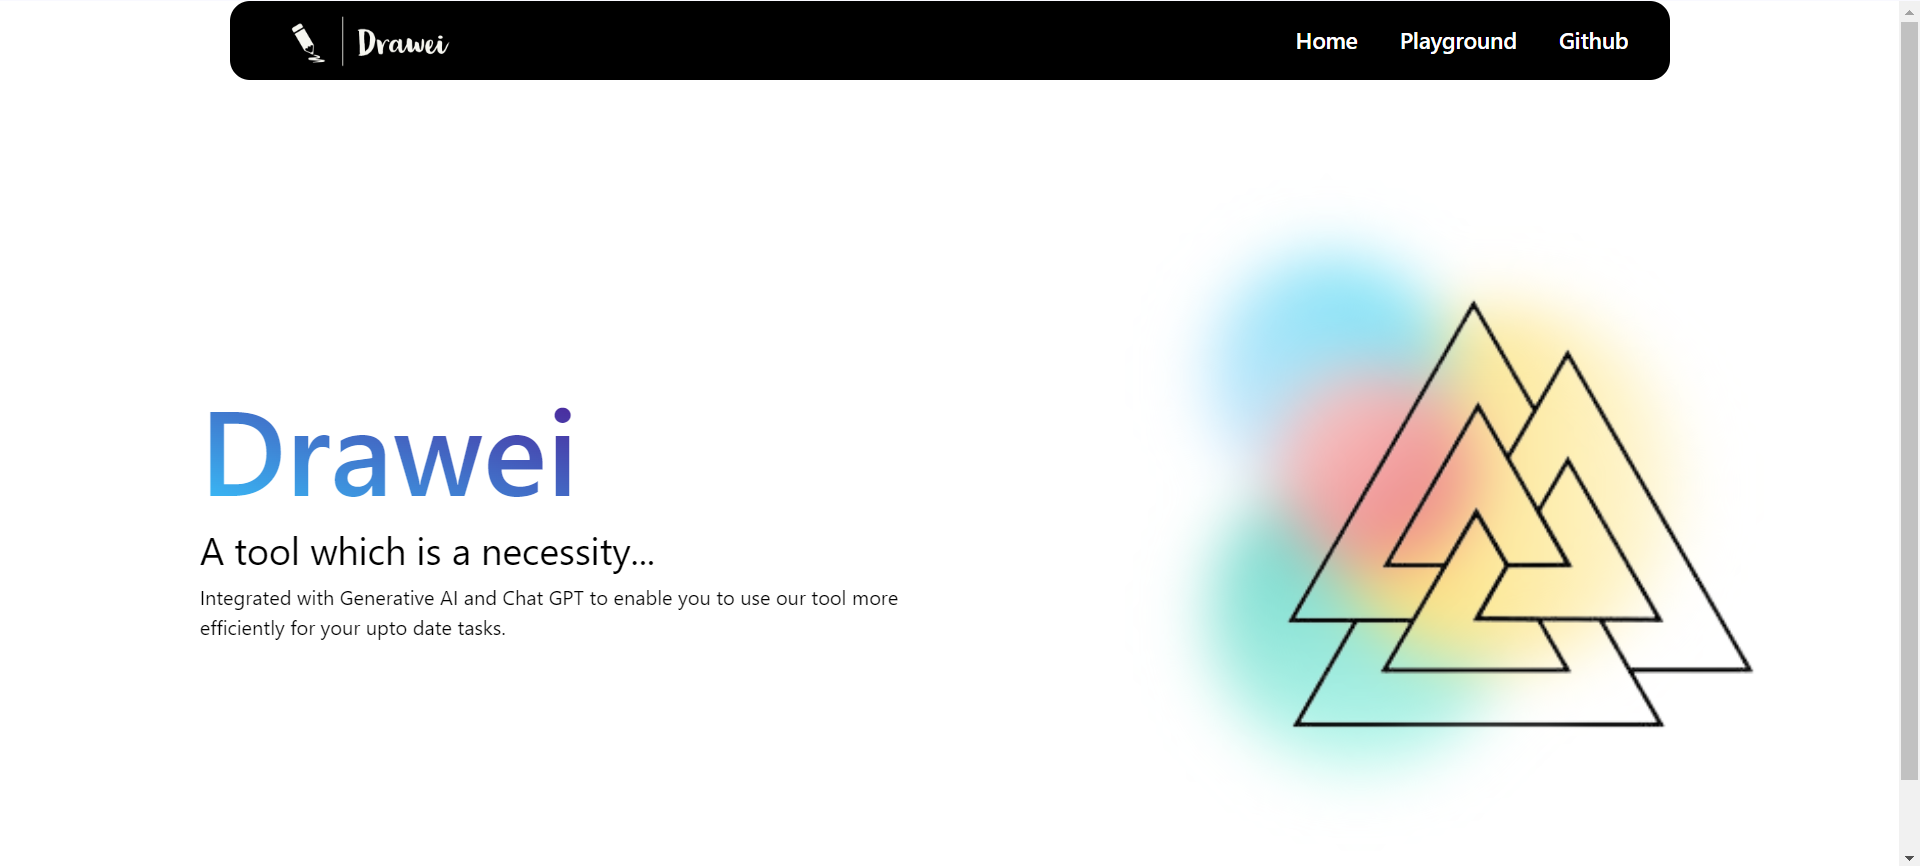 Drawei
Home
Playground
Github
Drawei
A tool which is a necessity...
Integrated with Generative AI and Chat GPT to enable you to use our tool more
efficiently for your upto date tasks.